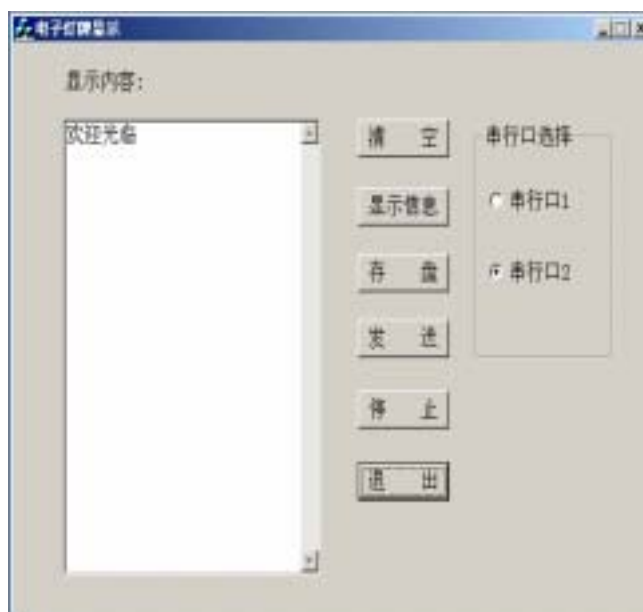 电子灯牌显示
显示内容:
欢迎光临
清 空
显示信息
存 盘
发 送
停 止
退 出
串行口选择
串行口1
串行口2